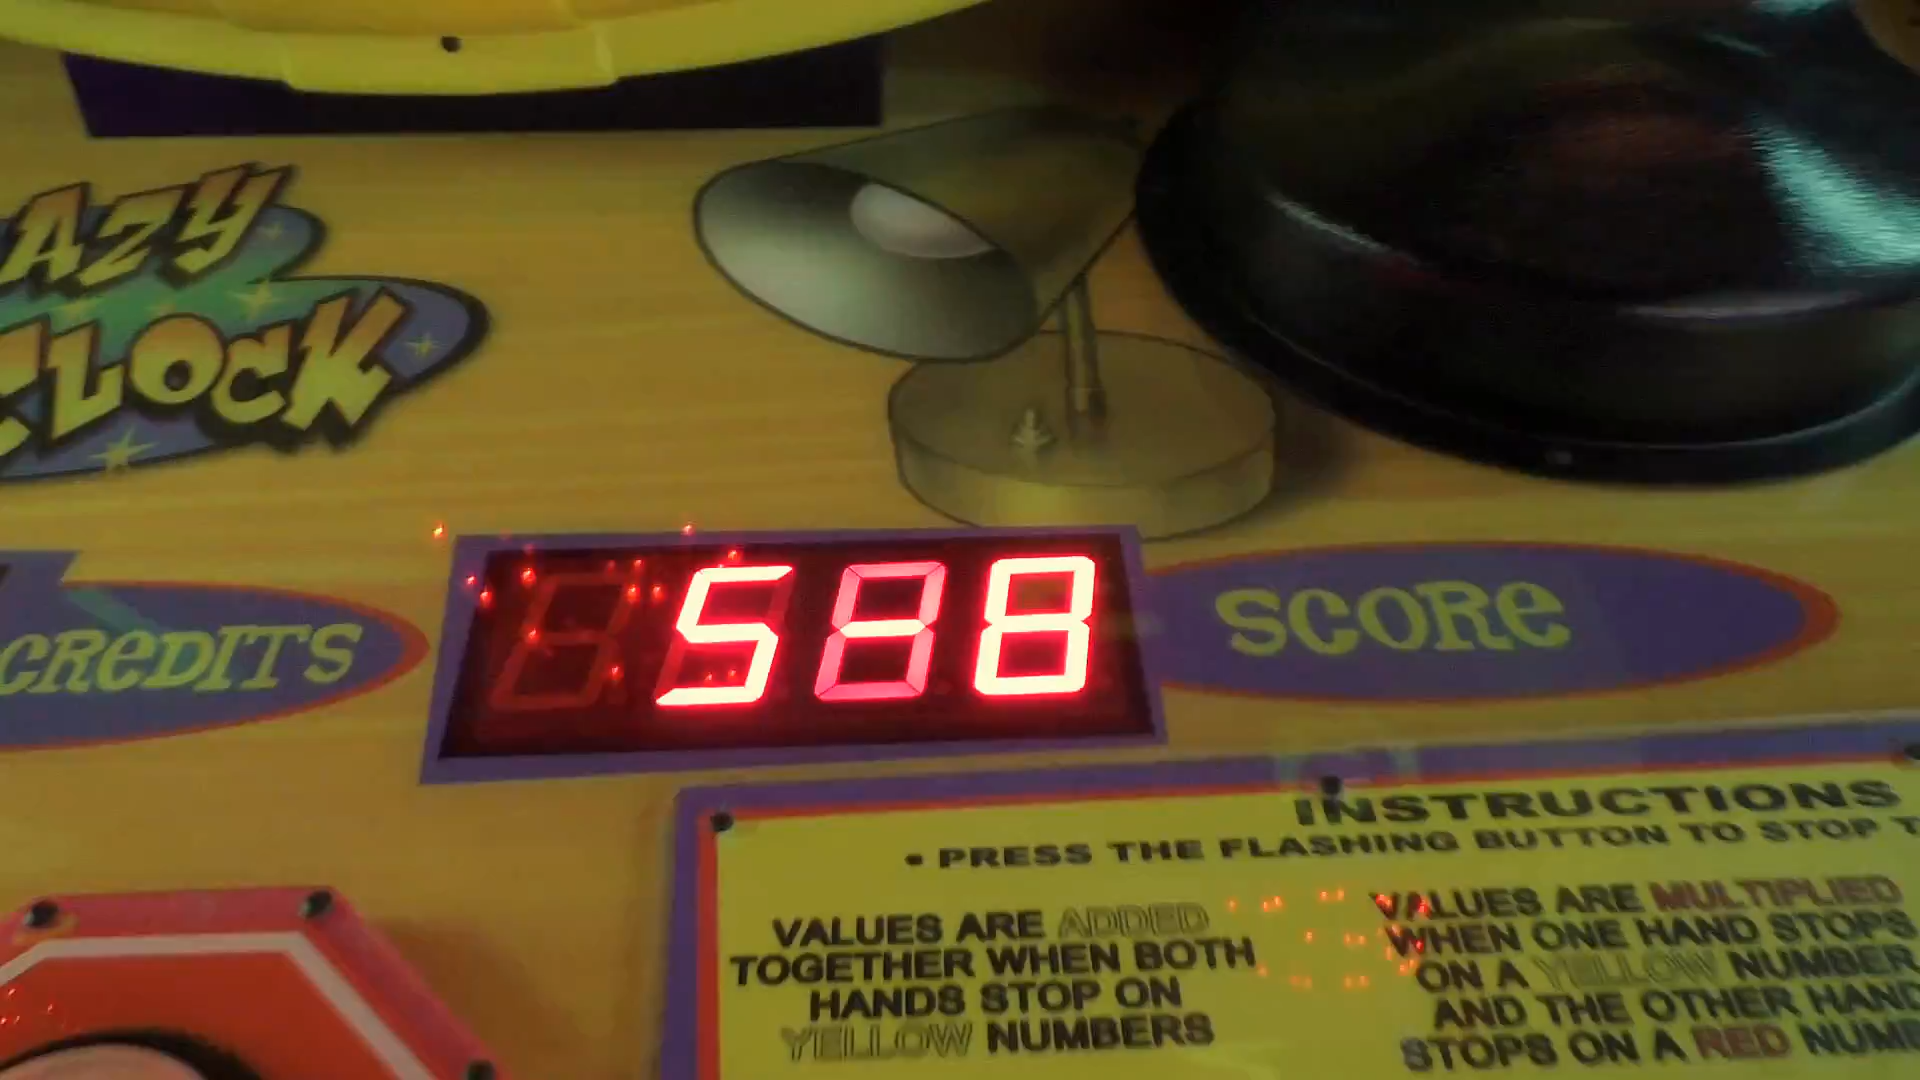 AZY
CLOCK
CREDITS
SCORE
INSTRUCTIONS
• PRESS THE FLASHING BUTTON TO STOP T
VALUES ARE ADDED
TOGETHER WHEN BOTH
HANDS STOP ON
YELLOW NUMBERS
VALUES ARE MULTIPLIED
WHEN ONE HAND STOPS
ON A YELLOW NUMBER
AND THE OTHER HAND
STOPS ON A RED NUM